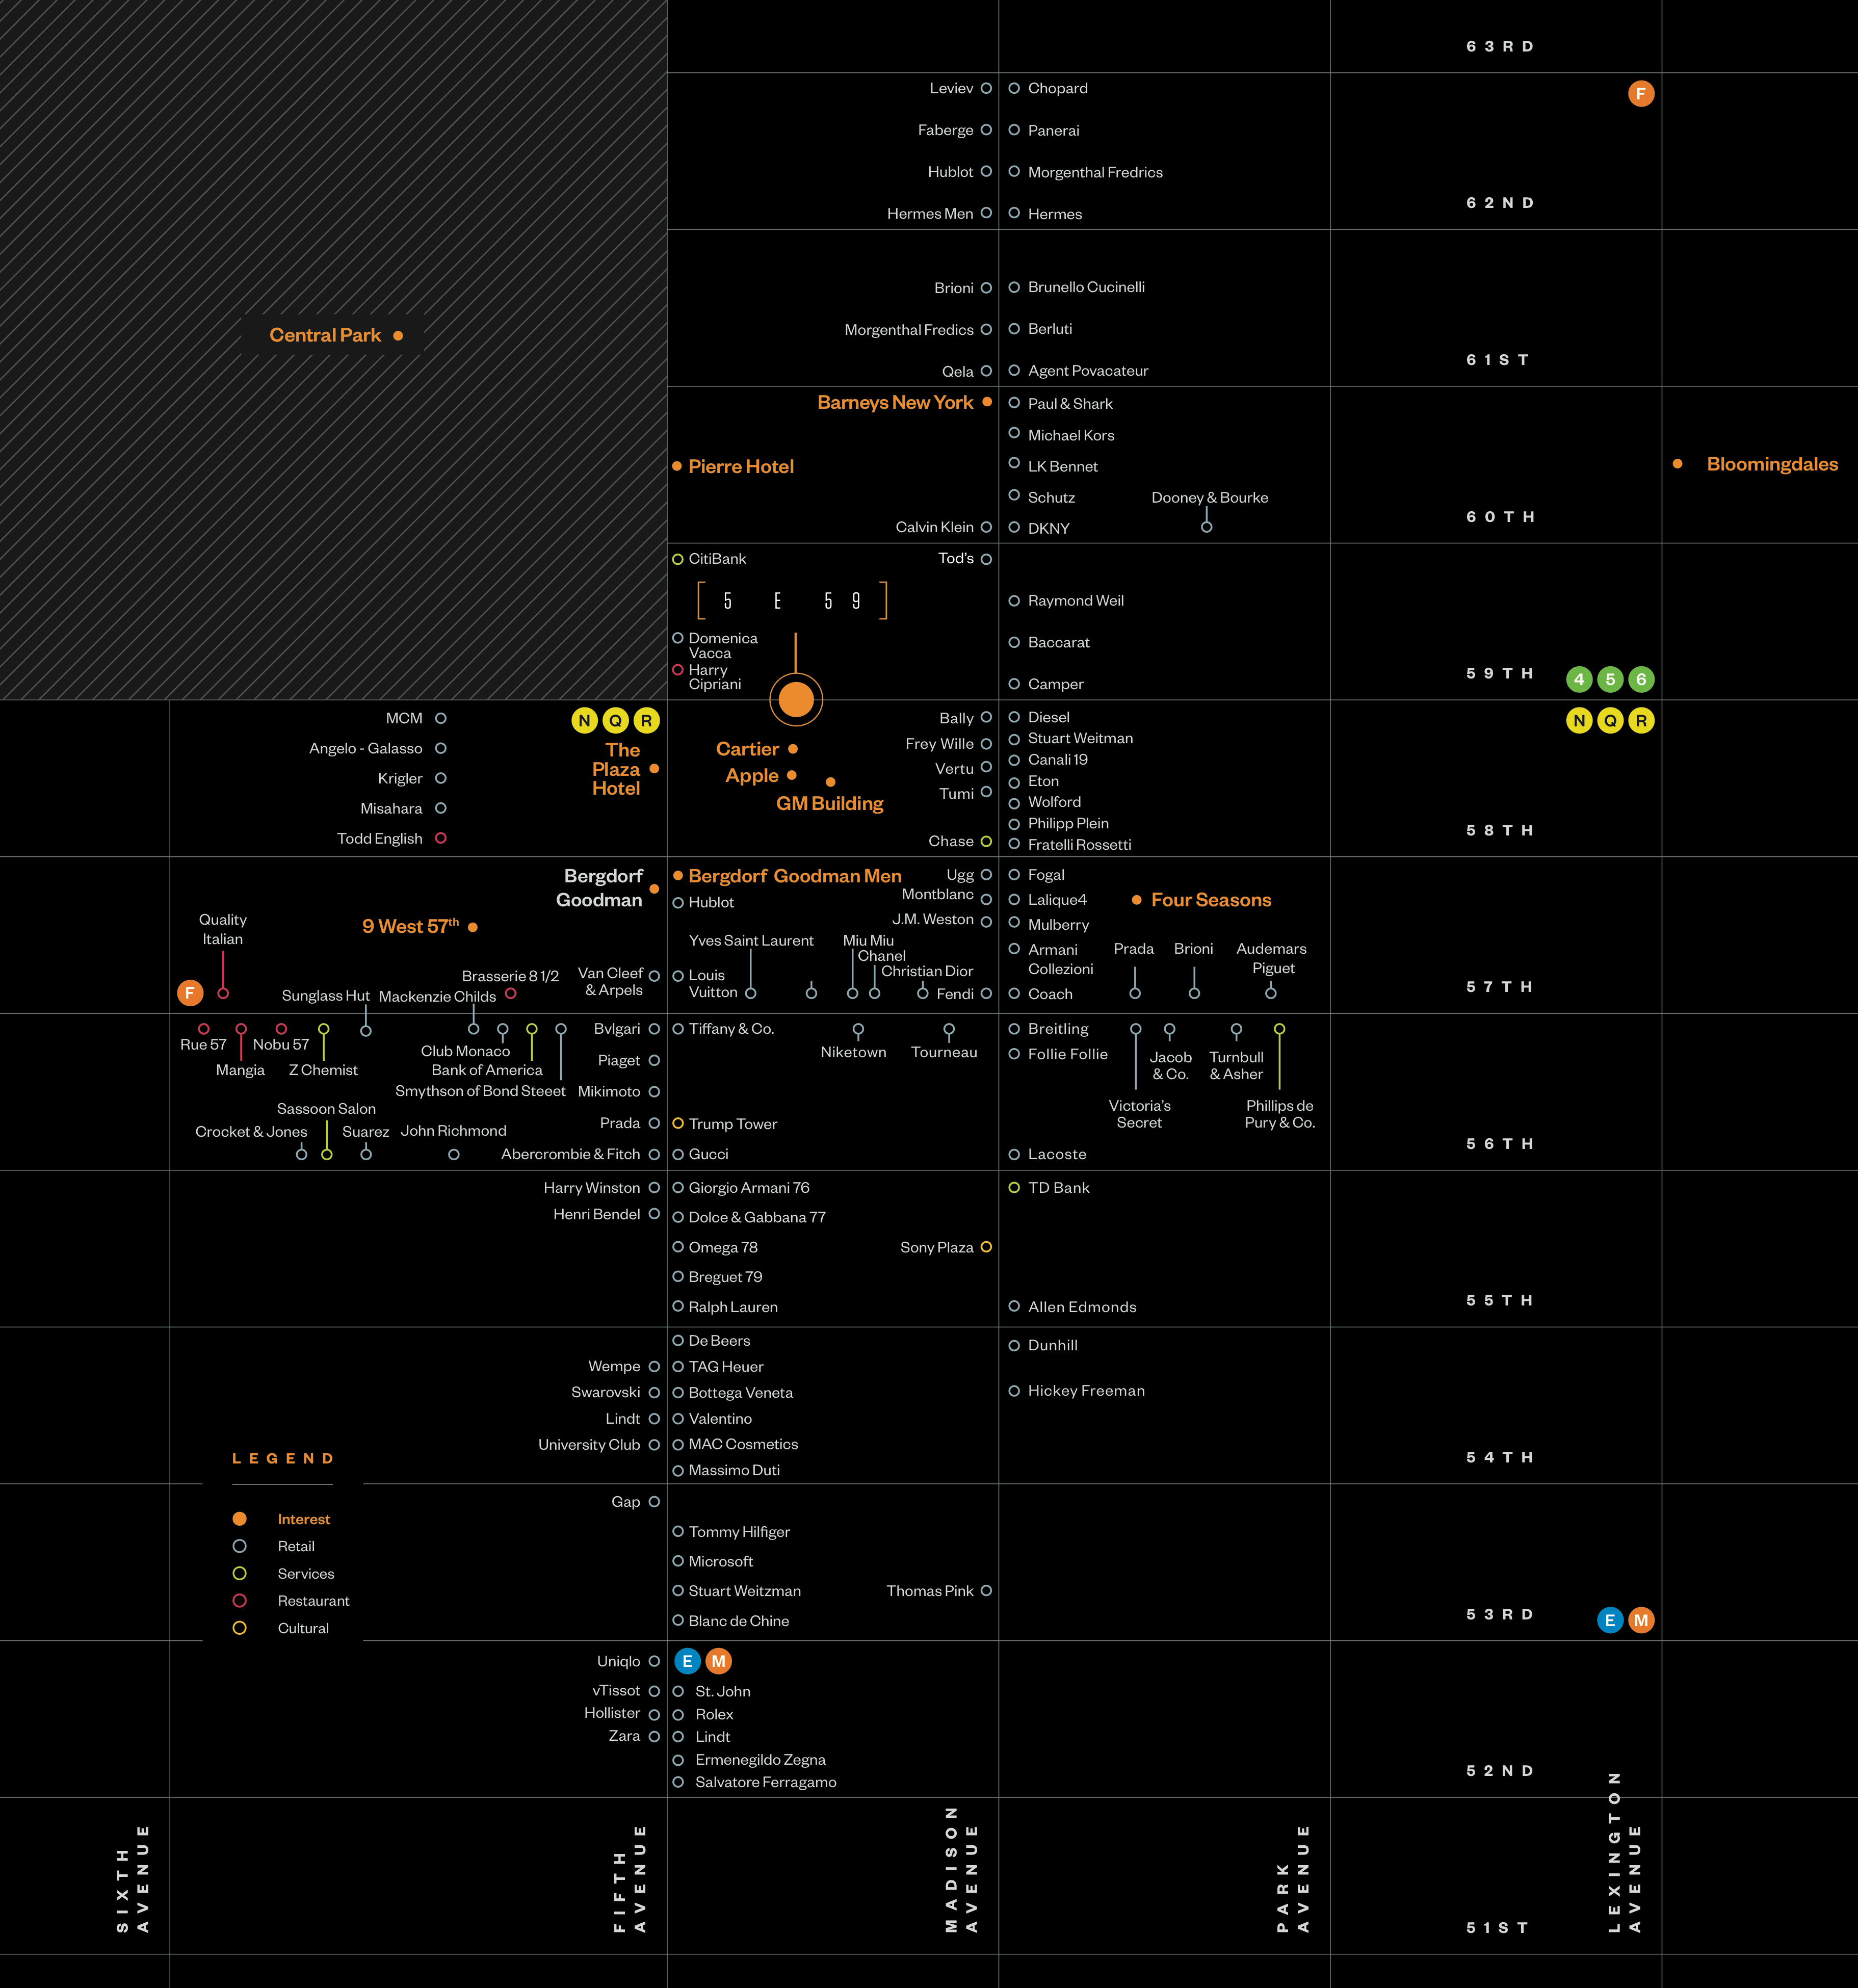 63RD
Leviev
Chopard
F
Faberge
Panerai
Hublot
Morgenthal Fredrics
Hermes Men
Hermes
62ND
Brioni
Brunello Cucinelli
Central Park
Morgenthal Fredics
Berluti
Qela
Agent Povacateur
61ST
Barneys New York
Paul & Shark
Michael Kors
Pierre Hotel
LK Bennet
Bloomingdales
Schutz
Dooney & Bourke
Calvin Klein
DKNY
60TH
CitiBank
Tod's
5 E 59
Raymond Weil
Domenica
Vacca
Baccarat
Harry
Cipriani
Camper
59TH
4 5 6
MCM
N Q R
Bally
Diesel
N Q R
Angelo - Galasso
The
Plaza
Hotel
Cartier
Frey Wille
Stuart Weitman
Canali 19
Krigler
Apple
Vertu
Eton
Misahara
GM Building
Tumi
Wolford
Philipp Plein
Todd English
Chase
Fratelli Rossetti
58TH
Bergdorf
Goodman
Bergdorf Goodman Men
Ugg
Fogal
Hublot
Montblanc
Lalique4
Four Seasons
Quality
Italian
9 West 57th
J.M. Weston
Mulberry
Yves Saint Laurent
Miu Miu
Chanel
Armani
Collezioni
Prada
Brioni
Audemars
Piguet
Brasserie 8 1/2
Van Cleef
& Arpels
Louis
Vuitton
Christian Dior
F
Sunglass Hut
Mackenzie Childs
Fendi
Coach
57TH
Rue 57
Nobu 57
Bvlgari
Tiffany & Co.
Breitling
Mangia
Z Chemist
Club Monaco
Bank of America
Piaget
Niketown
Tourneau
Follie Follie
Jacob
& Co.
Turnbull
& Asher
Smythson of Bond Steeet
Mikimoto
Sassoon Salon
Victoria's
Secret
Phillips de
Pury & Co.
Crocket & Jones
Suarez
John Richmond
Prada
Trump Tower
Abercrombie & Fitch
Gucci
Lacoste
56TH
Harry Winston
Giorgio Armani 76
TD Bank
Henri Bendel
Dolce & Gabbana 77
Omega 78
Sony Plaza
Breguet 79
Ralph Lauren
Allen Edmonds
55TH
De Beers
Dunhill
Wempe
TAG Heuer
Swarovski
Bottega Veneta
Hickey Freeman
Lindt
Valentino
University Club
MAC Cosmetics
LEGEND
Massimo Duti
54TH
Gap
Interest
Tommy Hilfiger
Retail
Microsoft
Services
Stuart Weitzman
Thomas Pink
Restaurant
Blanc de Chine
Cultural
53RD
E M
Uniqlo
E M
vTissot
St. John
Hollister
Rolex
Zara
Lindt
Ermenegildo Zegna
Salvatore Ferragamo
52ND
SIXTH
AVENUE
FIFTH
AVENUE
MADISON
AVENUE
PARK
AVENUE
LEXINGTON
AVENUE
51ST